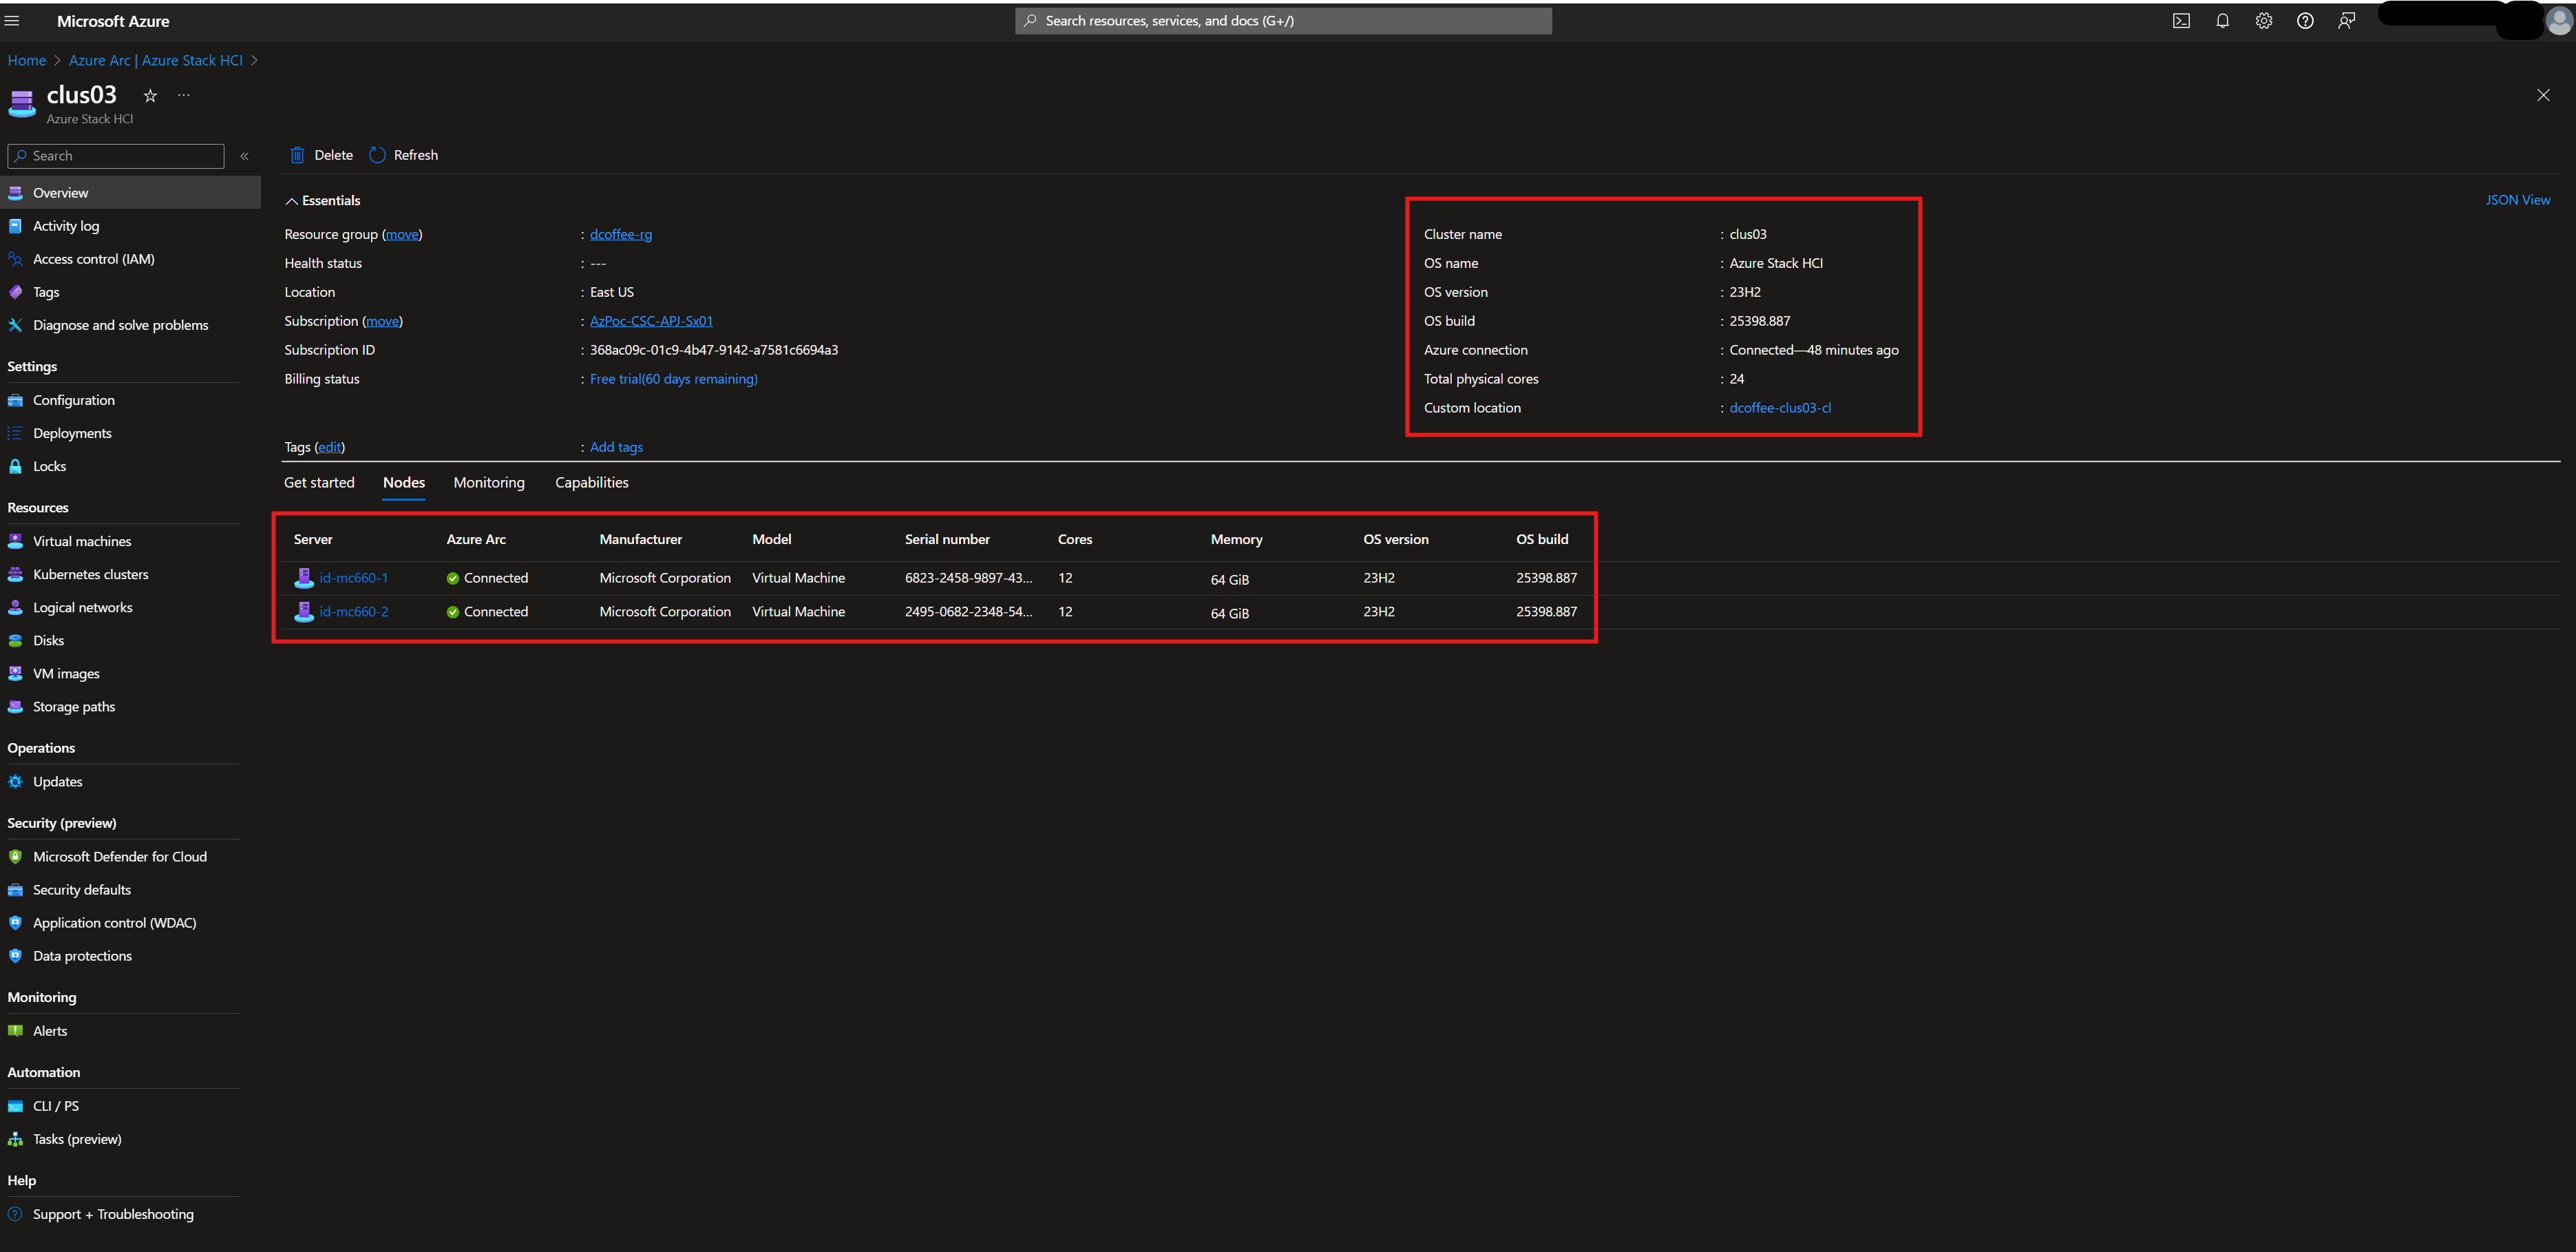 Microsoft Azure
Search resources, services, and docs (G+/)
Home > Azure Arc | Azure Stack HCI >
clus03
Azure Stack HCI
Search
Overview
Activity log
Access control (IAM)
Tags
Diagnose and solve problems
Settings
Configuration
Deployments
Locks
Resources
Virtual machines
Kubernetes clusters
Logical networks
Disks
VM images
Storage paths
Operations
Updates
Security (preview)
Microsoft Defender for Cloud
Security defaults
Application control (WDAC)
Data protections
Monitoring
Alerts
Automation
CLI / PS
Tasks (preview)
Help
Support + Troubleshooting
Delete Refresh
Essentials
JSON View
Resource group (move) : dcoffee-rg
Health status : ---
Location : East US
Subscription (move) : AzPoc-CSC-APJ-Sx01
Subscription ID : 368ac09c-01c9-4b47-9142-a7581c6694a3
Billing status : Free trial(60 days remaining)
Tags (edit) : Add tags
Cluster name : clus03
OS name : Azure Stack HCI
OS version : 23H2
OS build : 25398.887
Azure connection : Connected—48 minutes ago
Total physical cores : 24
Custom location : dcoffee-clus03-cl
Get started Nodes Monitoring Capabilities
Server Azure Arc Manufacturer Model Serial number Cores Memory OS version OS build
id-mc660-1 Connected Microsoft Corporation Virtual Machine 6823-2458-9897-43... 12 64 GiB 23H2 25398.887
id-mc660-2 Connected Microsoft Corporation Virtual Machine 2495-0682-2348-54... 12 64 GiB 23H2 25398.887